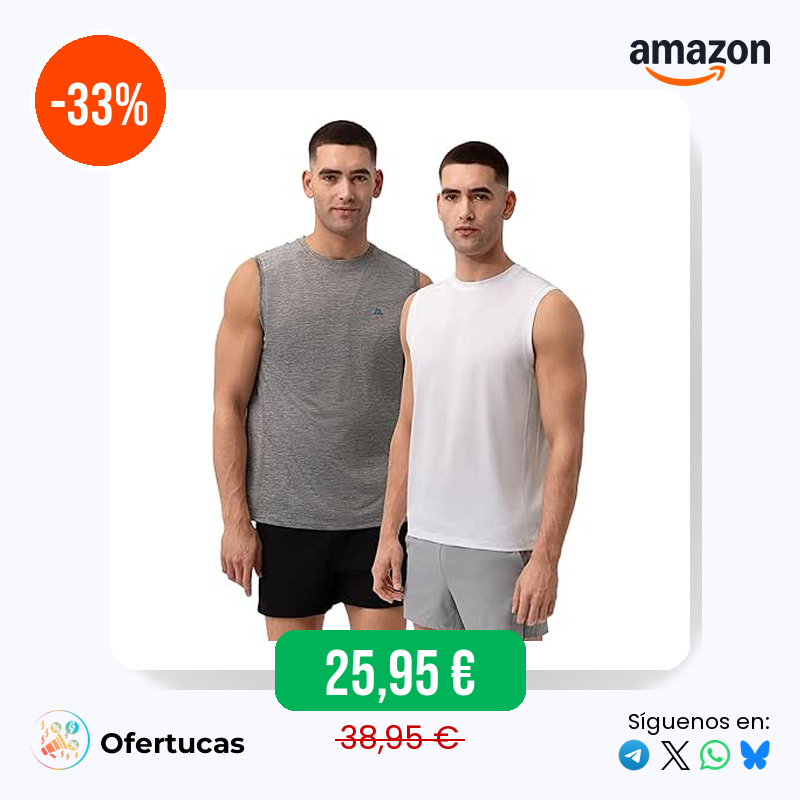 -33%
amazon
25,95 €
38,95 €
Ofertucas
Síguenos en: